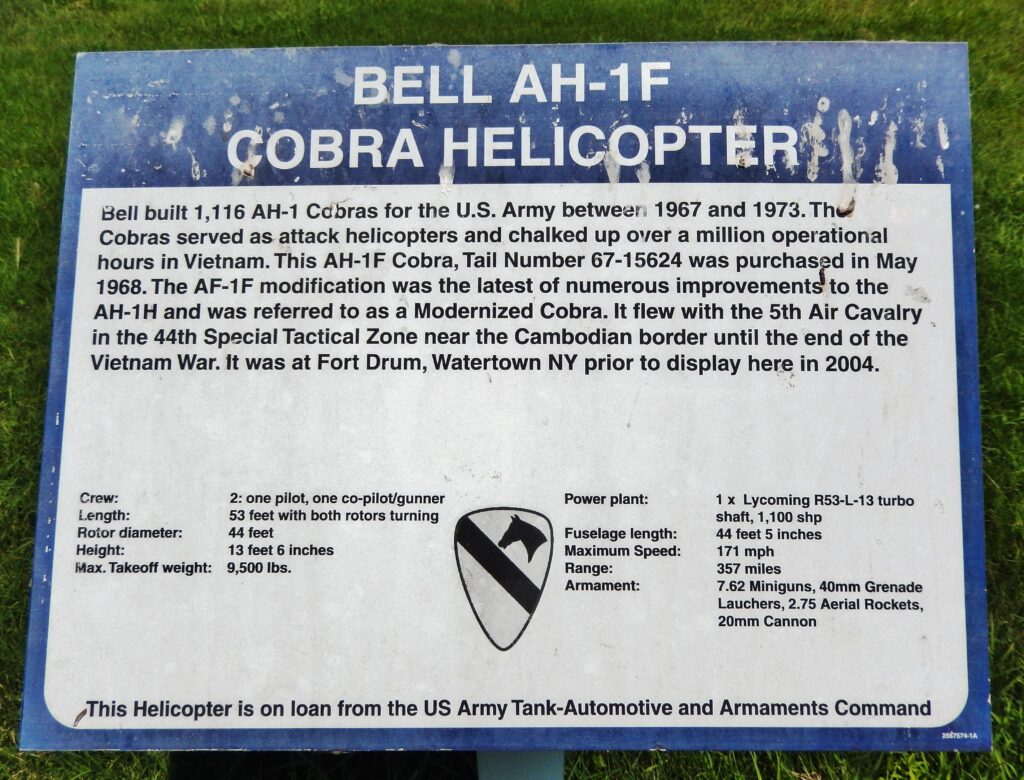 BELL AH-1F
COBRA HELICOPTER
Bell built 1,116 AH-1 Cobras for the U.S. Army between 1967 and 1973. The
Cobras served as attack helicopters and chalked up over a million operational
hours in Vietnam. This AH-1F Cobra, Tail Number 67-15624 was purchased in May
1968. The AF-1F modification was the latest of numerous improvements to the
AH-1H and was referred to as a Modernized Cobra. It flew with the 5th Air Cavalry
in the 44th Special Tactical Zone near the Cambodian border until the end of the
Vietnam War. It was at Fort Drum, Watertown NY prior to display here in 2004.
Crew: 2: one pilot, one co-pilot/gunner
Length: 53 feet with both rotors turning
Rotor diameter: 44 feet
Height: 13 feet 6 inches
Max. Takeoff weight: 9,500 lbs.
Power plant: 1 x Lycoming R53-L-13 turbo
shaft, 1,100 shp
Fuselage length: 44 feet 5 inches
Maximum Speed: 171 mph
Range: 357 miles
Armament: 7.62 Miniguns, 40mm Grenade
Lauchers, 2.75 Aerial Rockets,
20mm Cannon
This Helicopter is on loan from the US Army Tank-Automotive and Armaments Command
2567574-1A